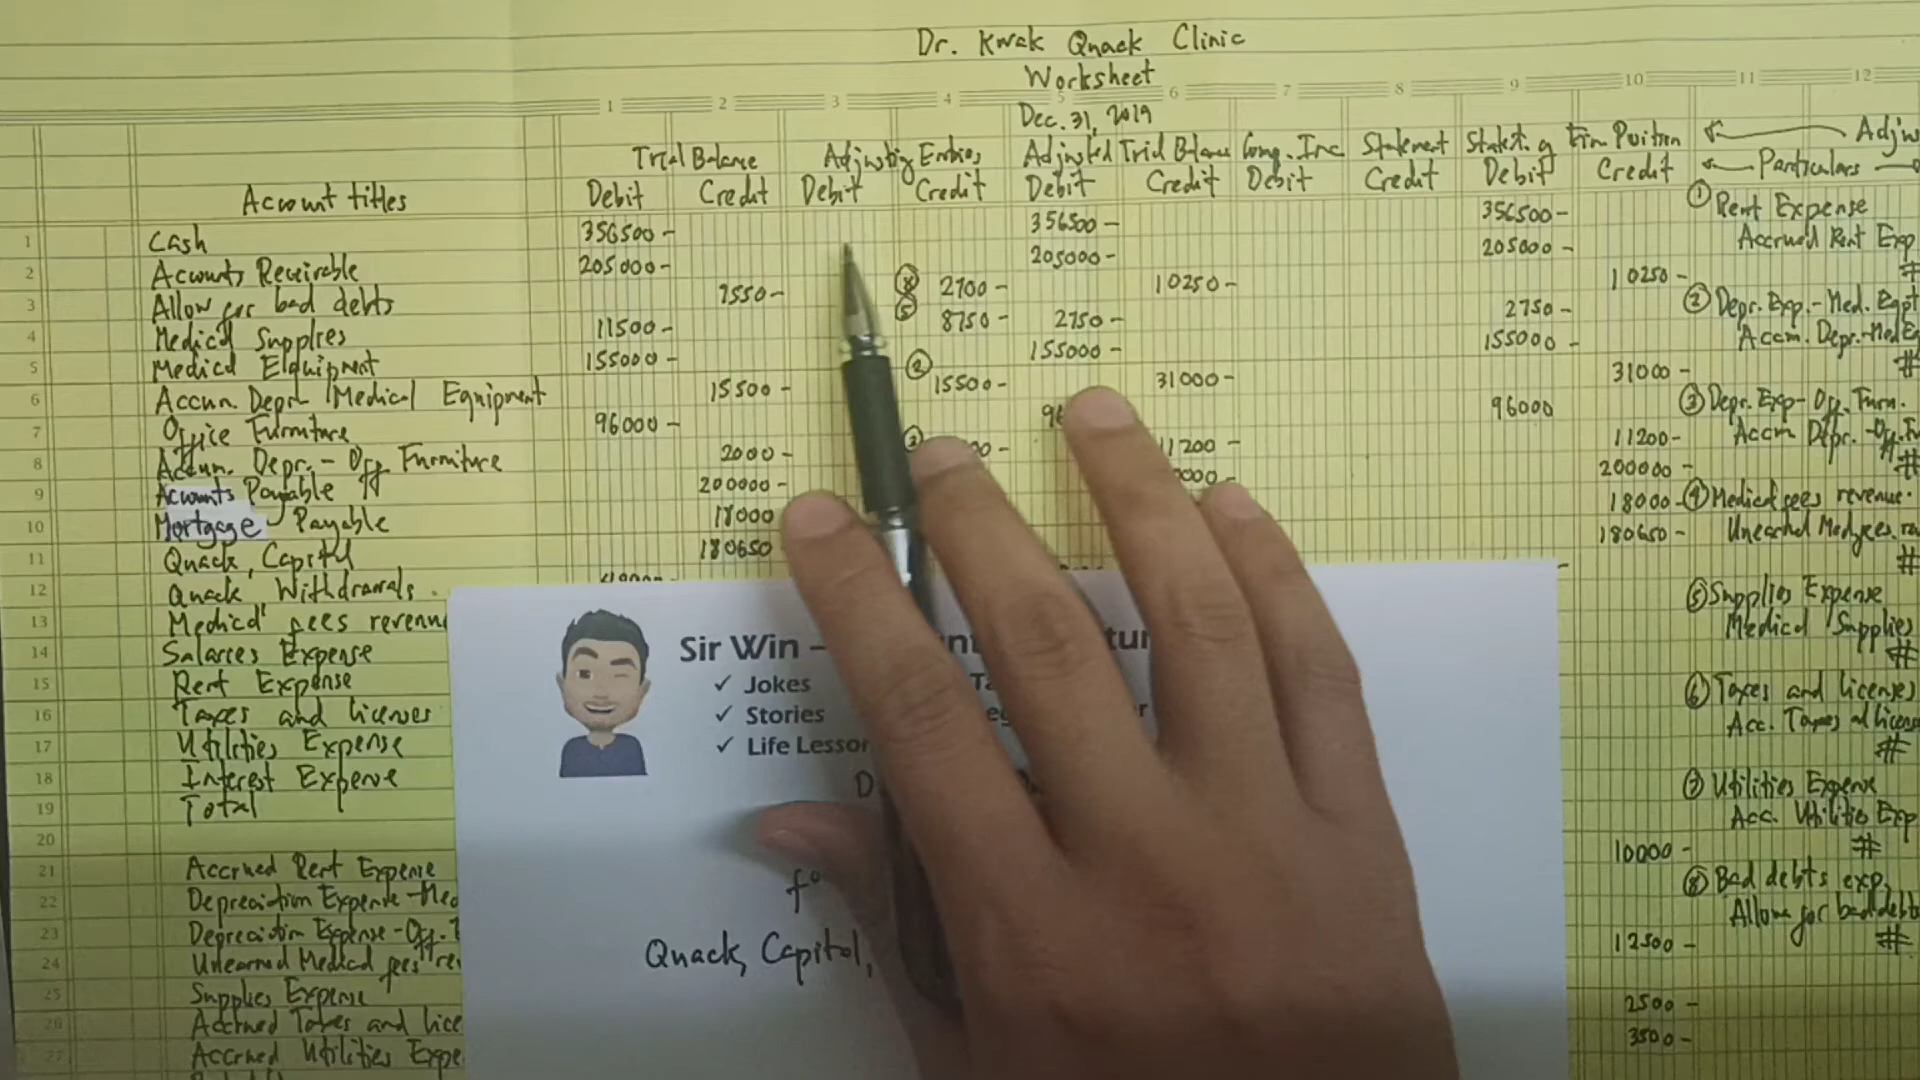 Dr. Kwak Quack Clinic
Worksheet
Dec. 31, 2019
1 2 3 4 5 6 7 8 9 10 11 12
Trial Balance Adjusting Entries Adjusted Trial Balance Comp. Inc Statement Statet. of Fin Position Adjus
Account titles Debit Credit Debit Credit Debit Credit Debit Credit Debit Credit Particulars
1 Cash 356500- 356500- 356500-
2 Accounts Receivable 205000- 205000- 205000-
3 Allow for bad debts 7550- ⑧ 2700- 10250- 10250-
4 Medical Supplies 11500- ⑤ 8750- 2750- 2750-
5 Medical Equipment 155000- 155000- 155000-
6 Accum. Depr- Medical Equipment 15500- ② 15500- 31000- 31000-
7 Office Furniture 96000- 96000
8 Accum. Depr.- Off Furniture 2000- ③ 11200- 11200-
9 Accounts Payable 200000- 200000-
10 Mortgage Payable 18000 18000-
11 Quack, Capital 180650 180650-
12 Quack, Withdrawals
13 Medical fees revenu
14 Salaries Expense
15 Rent Expense
16 Taxes and licenses
17 Utilities Expense
18 Interest Expense
19 Total
20
21 Accrued Rent Expense 10000-
22 Depreciation Expense-Med
23 Depreciation Expense-Off. F
24 Unearned Medical fees re 12500-
25 Supplies Expense
26 Accrued Taxes and lice 2500-
27 Accrued Utilities Expe 3500-
① Rent Expense
Accrued Rent Exp
#
② Depr. Exp.- Med. Eqpt
Accm. Depr.-Med E
#
③ Depr. Exp- Off. Furn.
Accm Depr. -Off. Fu
#
④ Medical fees revenue.
Unearned Med fees. re
#
⑤ Supplies Expense
Medical Supplies
#
⑥ Taxes and licenses
Acc. Taxes and license
#
⑦ Utilities Expense
Acc. Utilities Exp
#
⑧ Bad debts exp.
Allow for bad debts
#
Sir Win –
✓ Jokes
✓ Stories
✓ Life Lesson
Quack, Capital,